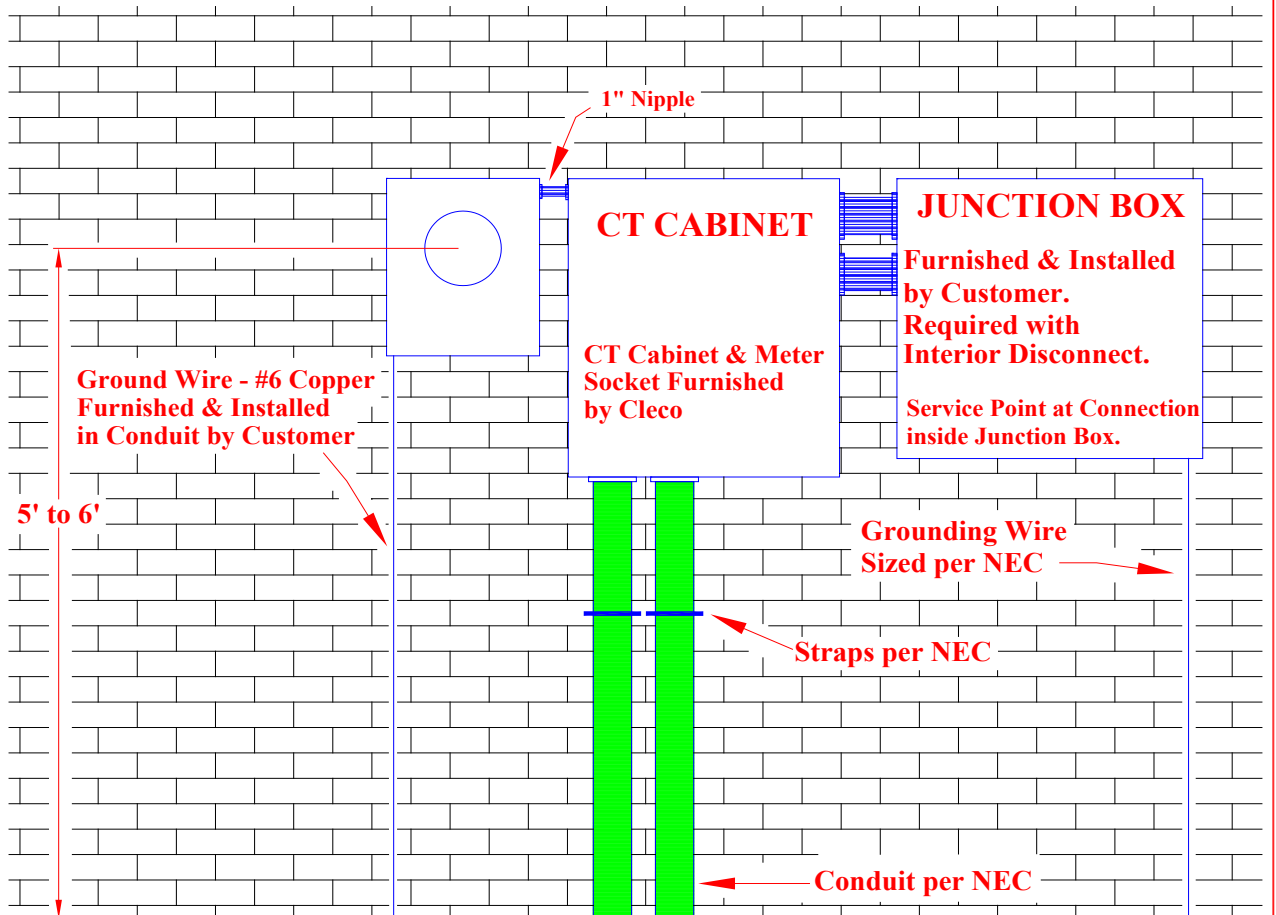 1" Nipple
CT CABINET
CT Cabinet & Meter
Socket Furnished
by Cleco
JUNCTION BOX
Furnished & Installed
by Customer.
Required with
Interior Disconnect.
Service Point at Connection
inside Junction Box.
Ground Wire - #6 Copper
Furnished & Installed
in Conduit by Customer
5' to 6'
Grounding Wire
Sized per NEC
Straps per NEC
Conduit per NEC